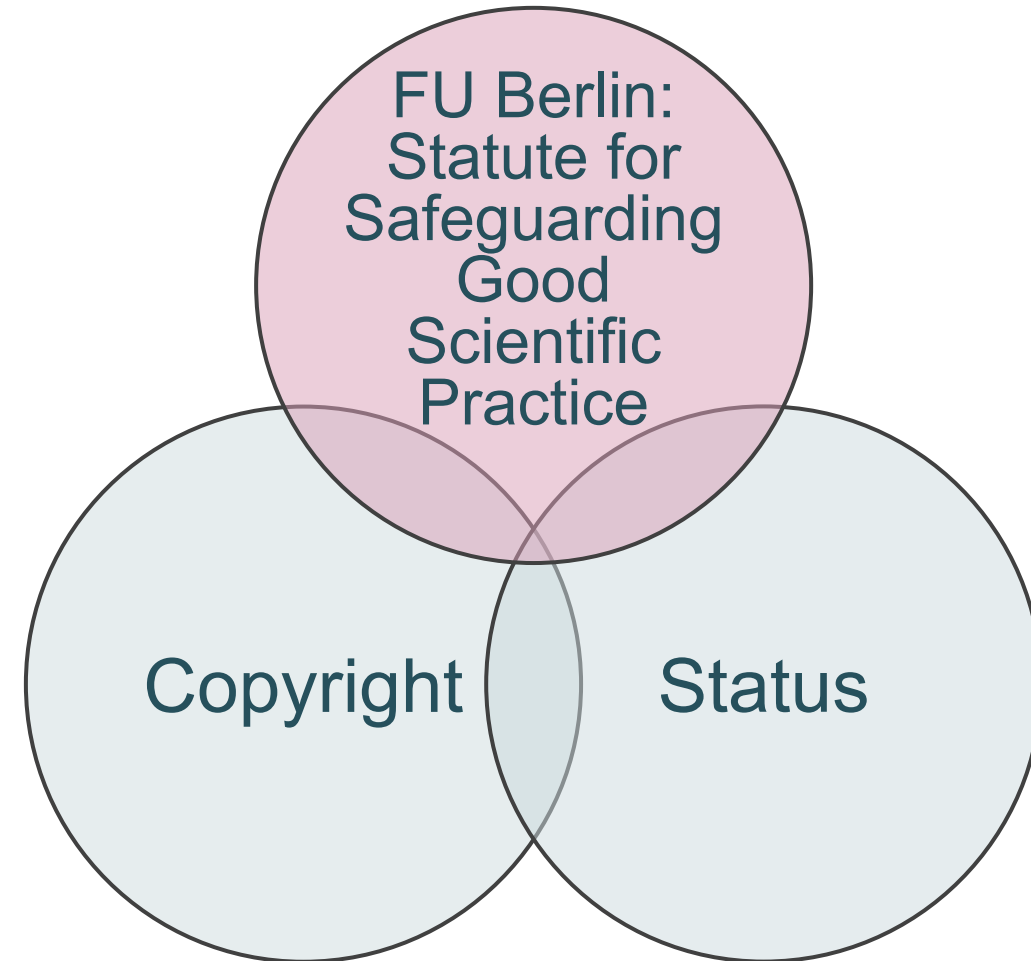 FU Berlin:
Statute for
Safeguarding
Good
Scientific
Practice
Copyright
Status